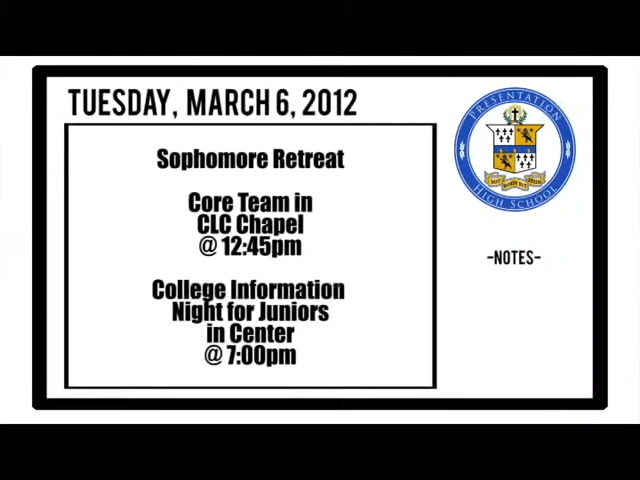 TUESDAY, MARCH 6, 2012
Sophomore Retreat
Core Team in
CLC Chapel
@ 12:45pm
College Information
Night for Juniors
in Center
@ 7:00pm
PRESENTATION
HIGH SCHOOL
-NOTES-